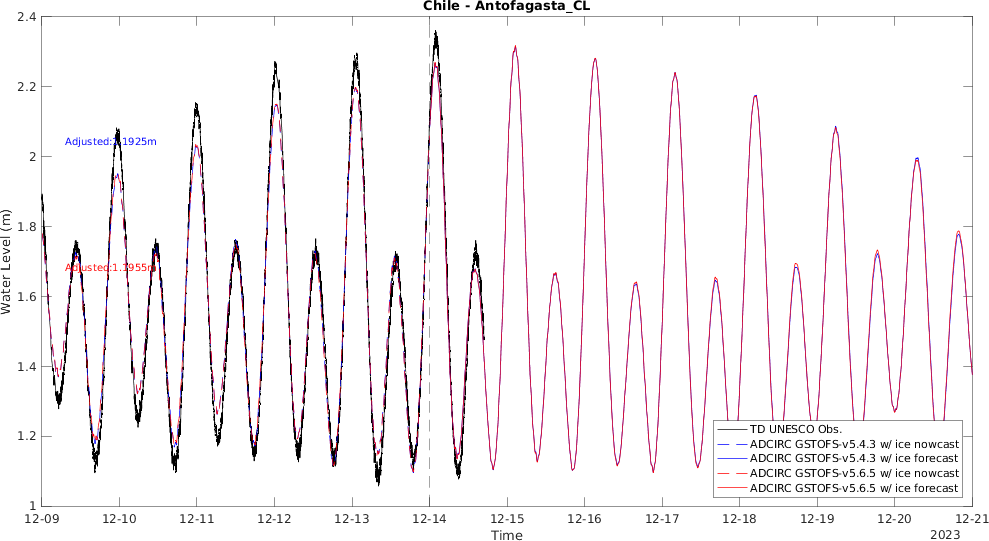 Chile - Antofagasta_CL
2.4
2.2
2
1.8
1.6
1.4
1.2
1
Water Level (m)
Adjusted:1.1925m
Adjusted:1.1955m
TD UNESCO Obs.
ADCIRC GSTOFS-v5.4.3 w/ ice nowcast
ADCIRC GSTOFS-v5.4.3 w/ ice forecast
ADCIRC GSTOFS-v5.6.5 w/ ice nowcast
ADCIRC GSTOFS-v5.6.5 w/ ice forecast
12-09 12-10 12-11 12-12 12-13 12-14 12-15 12-16 12-17 12-18 12-19 12-20 12-21
Time
2023